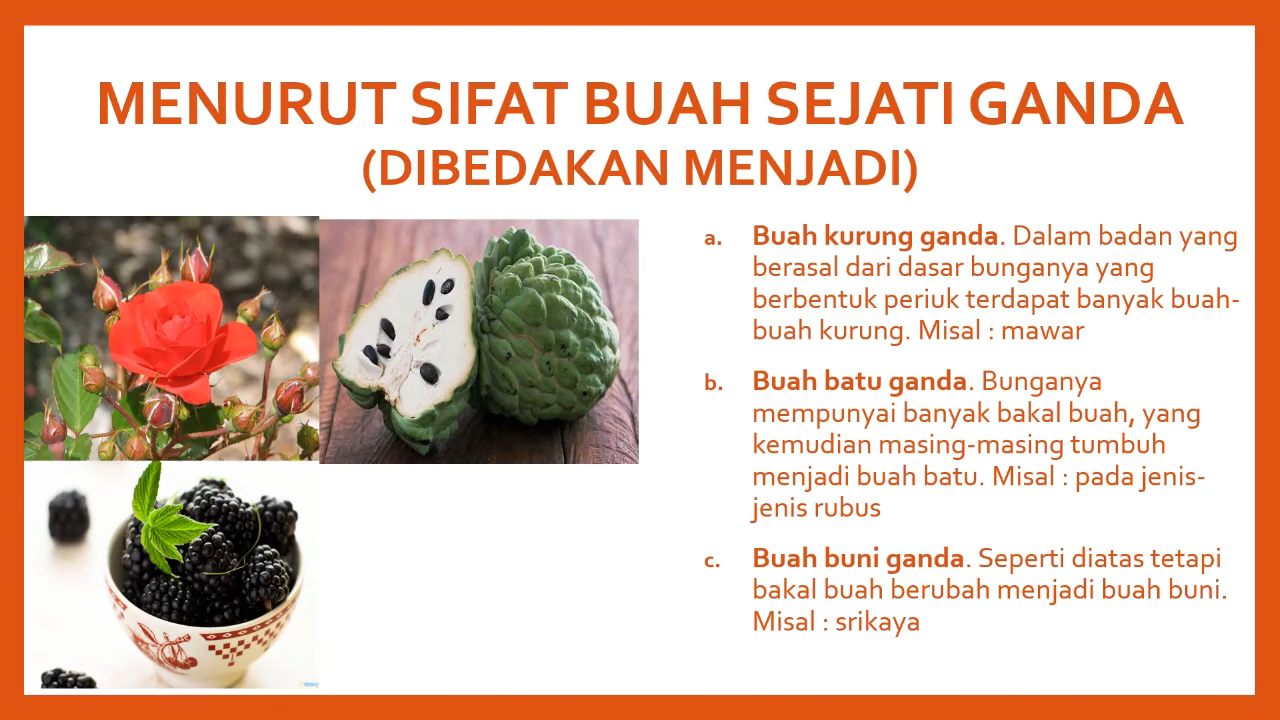 MENURUT SIFAT BUAH SEJATI GANDA
(DIBEDAKAN MENJADI)
a. Buah kurung ganda. Dalam badan yang
berasal dari dasar bunganya yang
berbentuk periuk terdapat banyak buah-
buah kurung. Misal : mawar
b. Buah batu ganda. Bunganya
mempunyai banyak bakal buah, yang
kemudian masing-masing tumbuh
menjadi buah batu. Misal : pada jenis-
jenis rubus
c. Buah buni ganda. Seperti diatas tetapi
bakal buah berubah menjadi buah buni.
Misal : srikaya